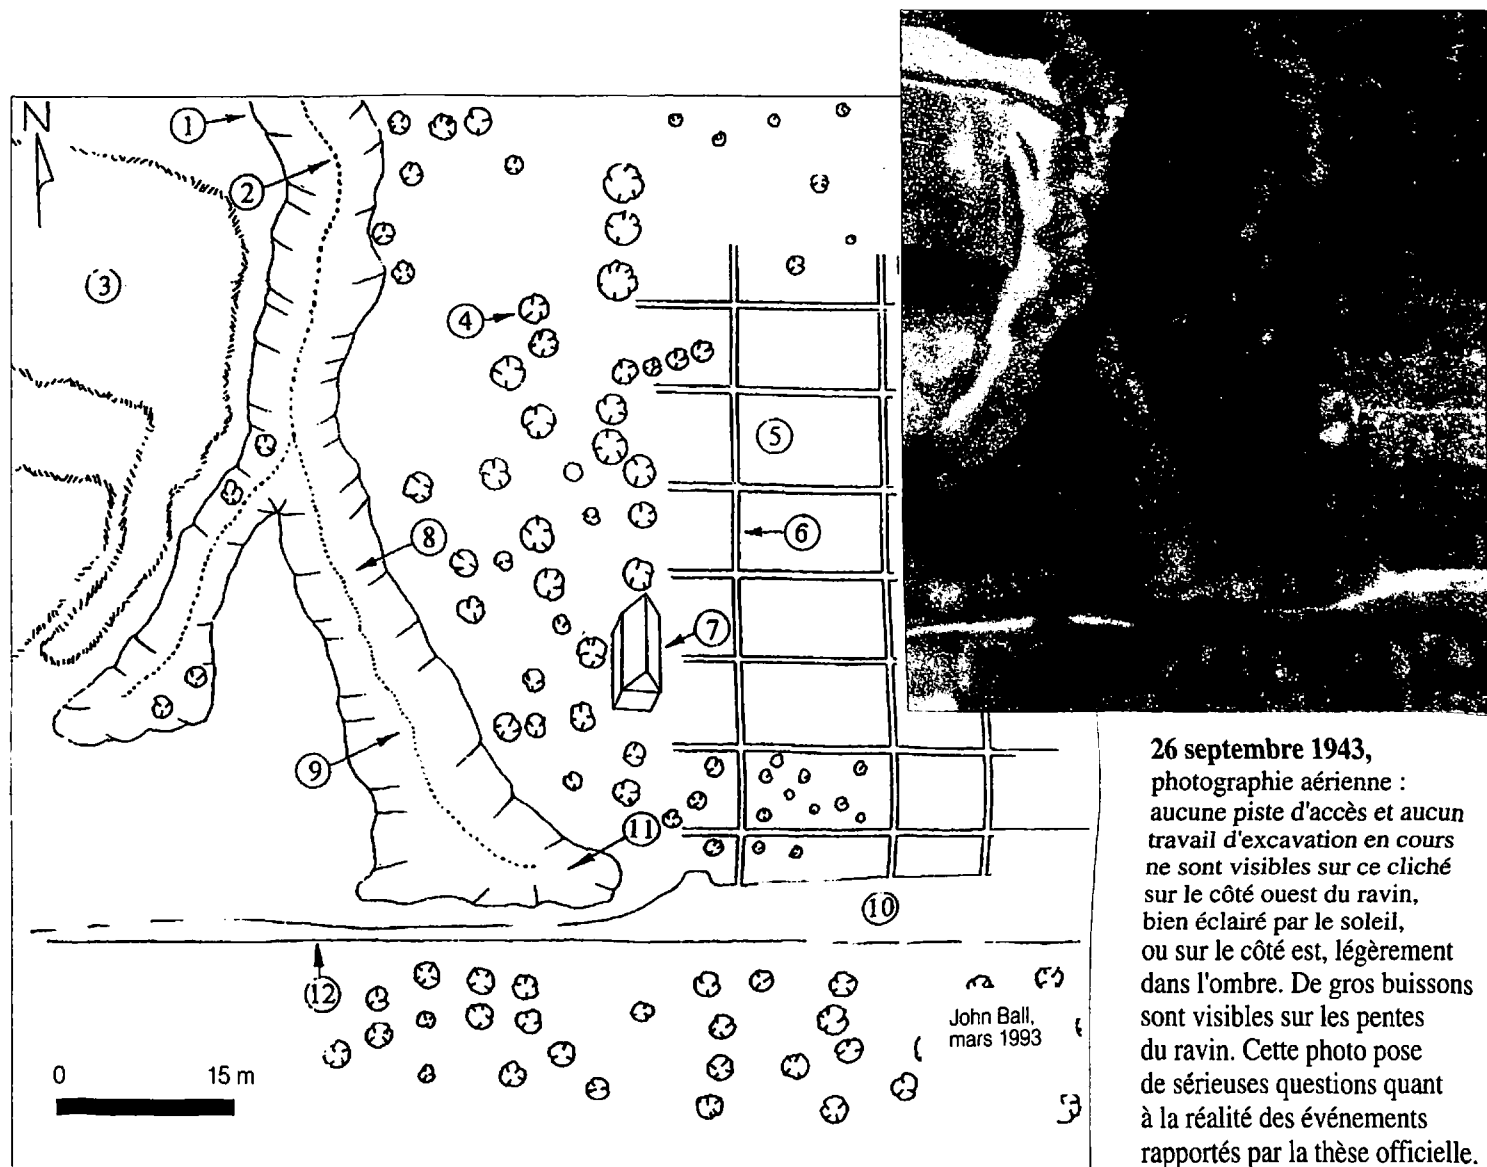 N
1
2
3
4
5
6
7
8
9
10
11
12
0 15 m
John Ball,
mars 1993
26 septembre 1943,
photographie aérienne :
aucune piste d'accès et aucun
travail d'excavation en cours
ne sont visibles sur ce cliché
sur le côté ouest du ravin,
bien éclairé par le soleil,
ou sur le côté est, légèrement
dans l'ombre. De gros buissons
sont visibles sur les pentes
du ravin. Cette photo pose
de sérieuses questions quant
à la réalité des événements
rapportés par la thèse officielle.